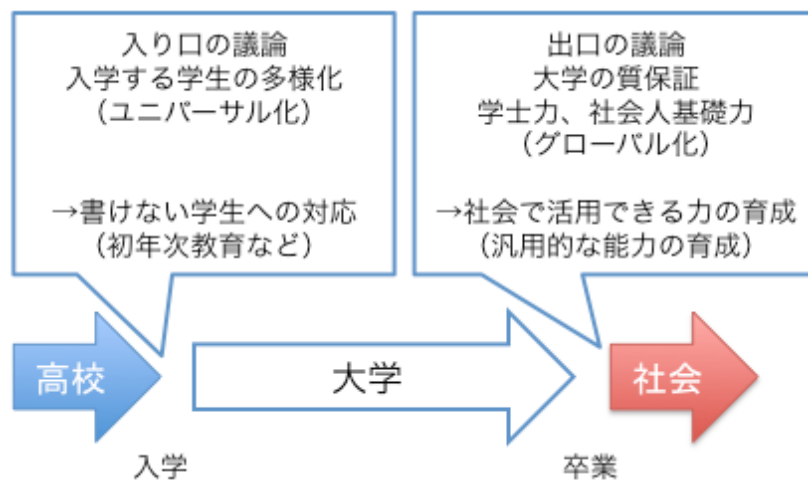 入り口の議論
入学する学生の多様化
（ユニバーサル化）
→書けない学生への対応
（初年次教育など）
出口の議論
大学の質保証
学士力、社会人基礎力
（グローバル化）
→社会で活用できる力の育成
（汎用的な能力の育成）
高校
大学
社会
入学
卒業